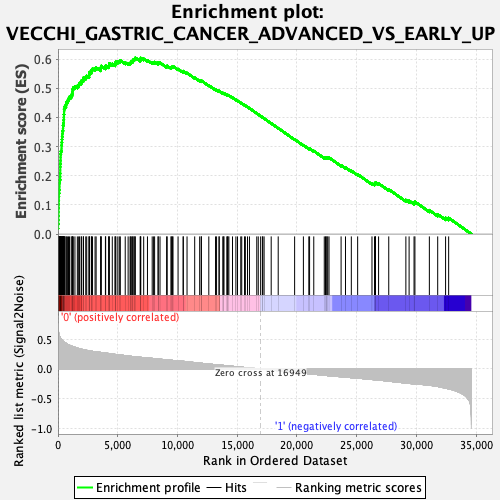 Enrichment plot:
VECCHI_GASTRIC_CANCER_ADVANCED_VS_EARLY_UP
Enrichment score (ES)
0.6
0.5
0.4
0.3
0.2
0.1
0.0
'0' (positively correlated)
Ranked list metric (Signal2Noise)
0.5
0.0
-0.5
-1.0
Zero cross at 16949
'1' (negatively correlated)
0 5,000 10,000 15,000 20,000 25,000 30,000 35,000
Rank in Ordered Dataset
Enrichment profile Hits Ranking metric scores